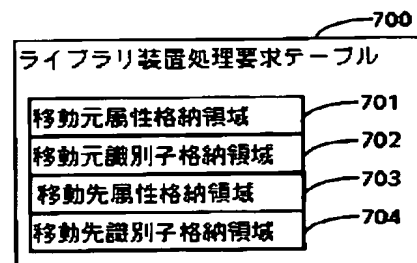 700
ライブラリ装置処理要求テーブル
移動元属性格納領域
701
移動元識別子格納領域
702
移動先属性格納領域
703
移動先識別子格納領域
704